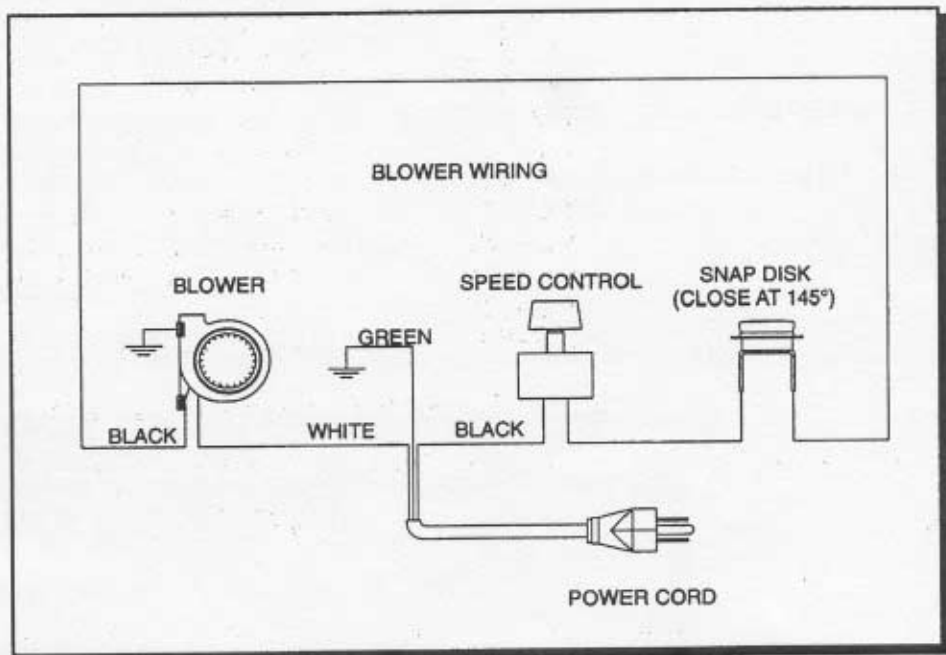 BLOWER WIRING
BLOWER
SPEED CONTROL
SNAP DISK
(CLOSE AT 145°)
GREEN
BLACK
WHITE
BLACK
POWER CORD